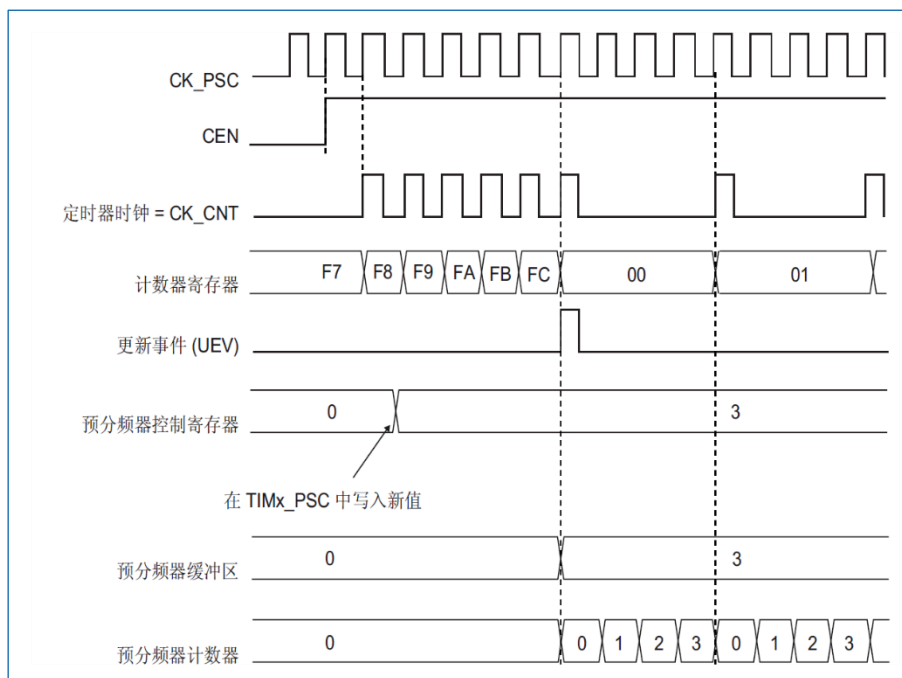 CK_PSC
CEN
定时器时钟 = CK_CNT
计数器寄存器 F7 F8 F9 FA FB FC 00 01
更新事件 (UEV)
预分频器控制寄存器 0 3
在 TIMx_PSC 中写入新值
预分频器缓冲区 0 3
预分频器计数器 0 0 1 2 3 0 1 2 3